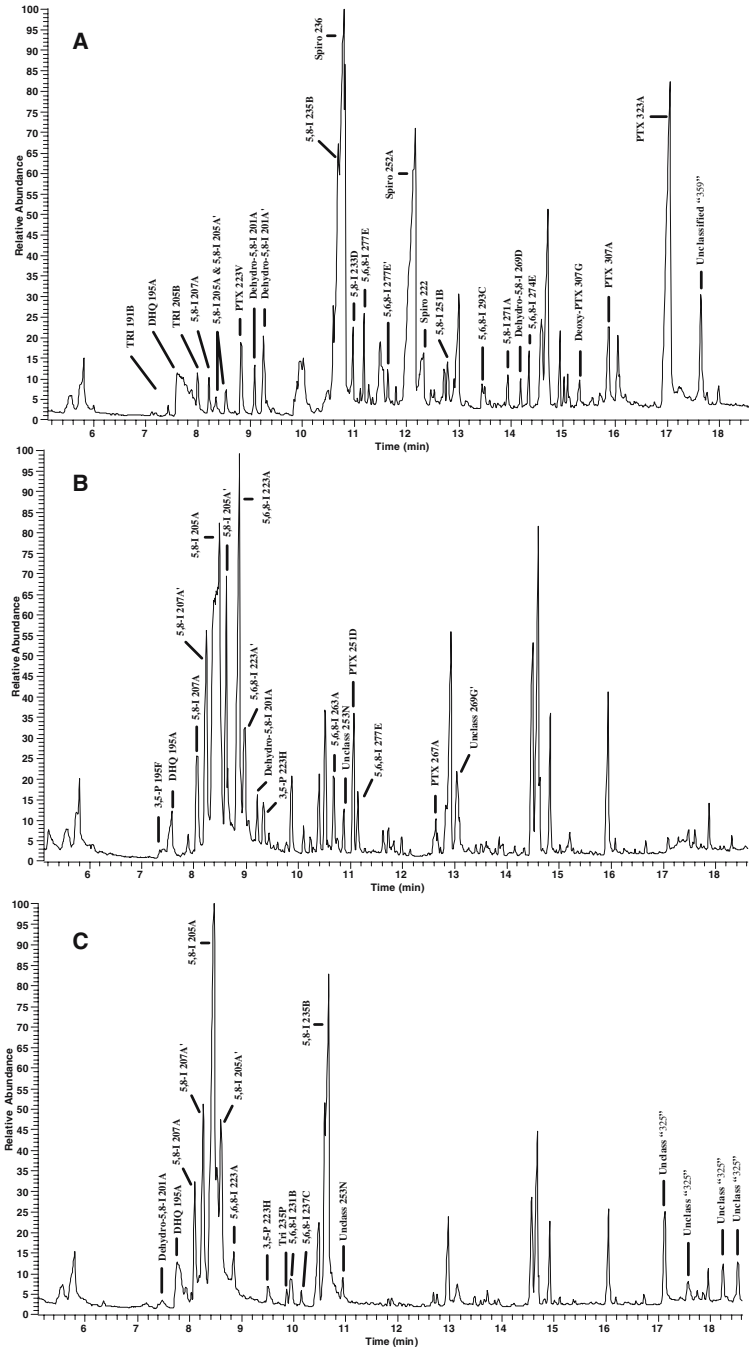 A
Relative Abundance
100
95
90
85
80
75
70
65
60
55
50
45
40
35
30
25
20
15
10
5
0
TRI 191B
DHQ 195A
TRI 205B
5,8-I 207A
5,8-I 205A & 5,8-I 205A'
PTX 223V
Dehydro-5,8-I 201A
Dehydro-5,8-I 201A'
5,8-I 235B
Spiro 236
5,8-I 233D
5,6,8-I 277E
5,6,8-I 277E'
Spiro 252A
Spiro 222
5,8-I 251B
5,6,8-I 293C
5,8-I 271A
Dehydro-5,8-I 269D
5,6,8-I 274E
Deoxy-PTX 307G
PTX 307A
PTX 323A
Unclassified "359"
6 7 8 9 10 11 12 13 14 15 16 17 18
Time (min)
B
Relative Abundance
100
95
90
85
80
75
70
65
60
55
50
45
40
35
30
25
20
15
10
5
0
3,5-P 195F
DHQ 195A
5,8-I 207A
5,8-I 207A'
5,8-I 205A
5,8-I 205A'
5,6,8-I 223A
5,6,8-I 223A'
Dehydro-5,8-I 201A
3,5-P 223H
5,6,8-I 263A
Unclass 253N
PTX 251D
5,6,8-I 277E
PTX 267A
Unclass 269G'
6 7 8 9 10 11 12 13 14 15 16 17 18
Time (min)
C
Relative Abundance
100
95
90
85
80
75
70
65
60
55
50
45
40
35
30
25
20
15
10
5
0
Dehydro-5,8-I 201A
DHQ 195A
5,8-I 207A
5,8-I 207A'
5,8-I 205A
5,8-I 205A'
5,6,8-I 223A
3,5-P 223H
Tri 235P
5,6,8-I 231B
5,6,8-I 237C
5,8-I 235B
Unclass 253N
Unclass "325"
Unclass "325"
Unclass "325"
Unclass "325"
6 7 8 9 10 11 12 13 14 15 16 17 18
Time (min)